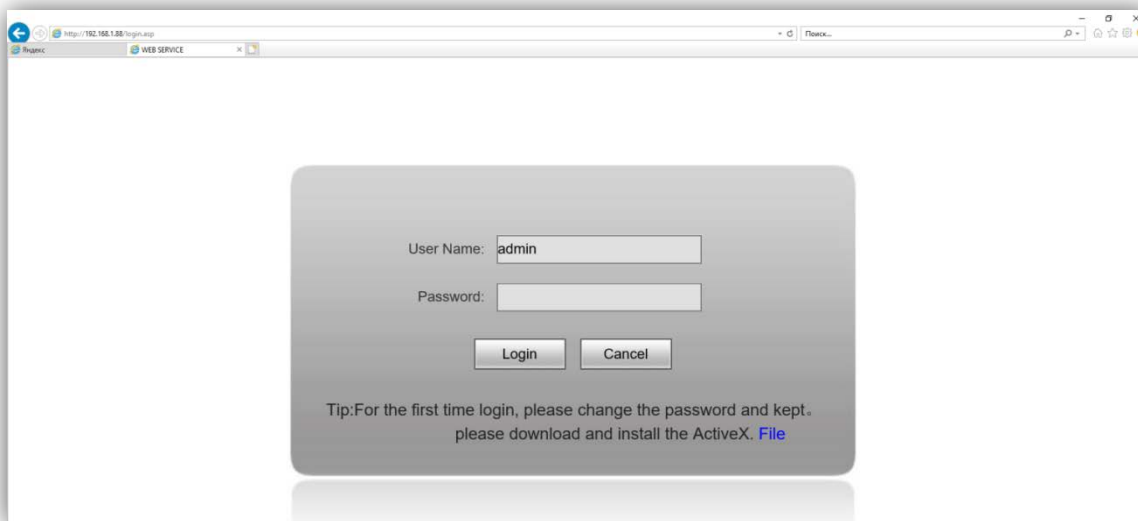 http://192.168.1.88/login.asp
Поиск...
Яндекс
WEB SERVICE
User Name: admin
Password:
Login Cancel
Tip:For the first time login, please change the password and kept。
please download and install the ActiveX. File